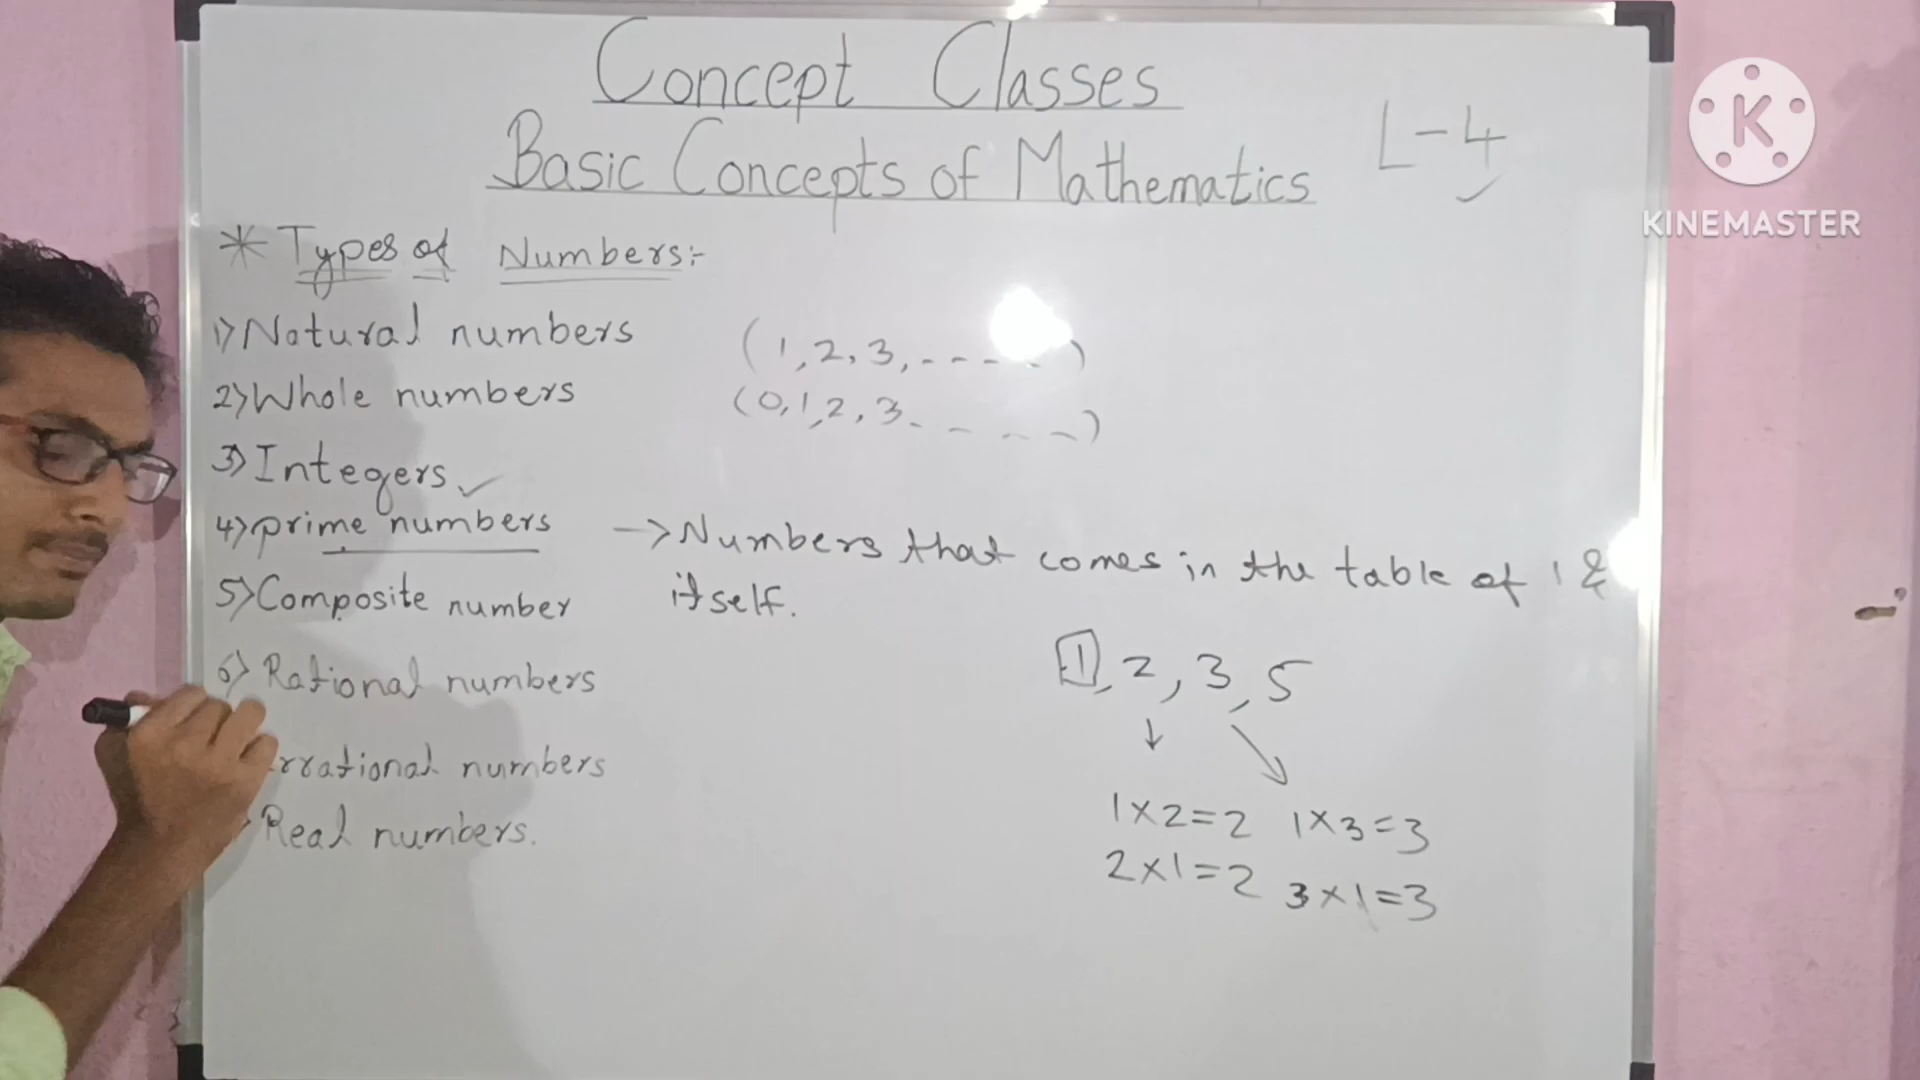 Concept Classes
Basic Concepts of Mathematics
L-4
K
KINEMASTER
* Types of Numbers:-
1) Natural numbers (1,2,3,-----)
2) Whole numbers (0,1,2,3-----)
3) Integers ✓
4) prime numbers → Numbers that comes in the table of 1 &
itself.
5) Composite number
1, 2, 3, 5
6) Rational numbers
rrational numbers
Real numbers.
1×2=2 1×3=3
2×1=2 3×1=3